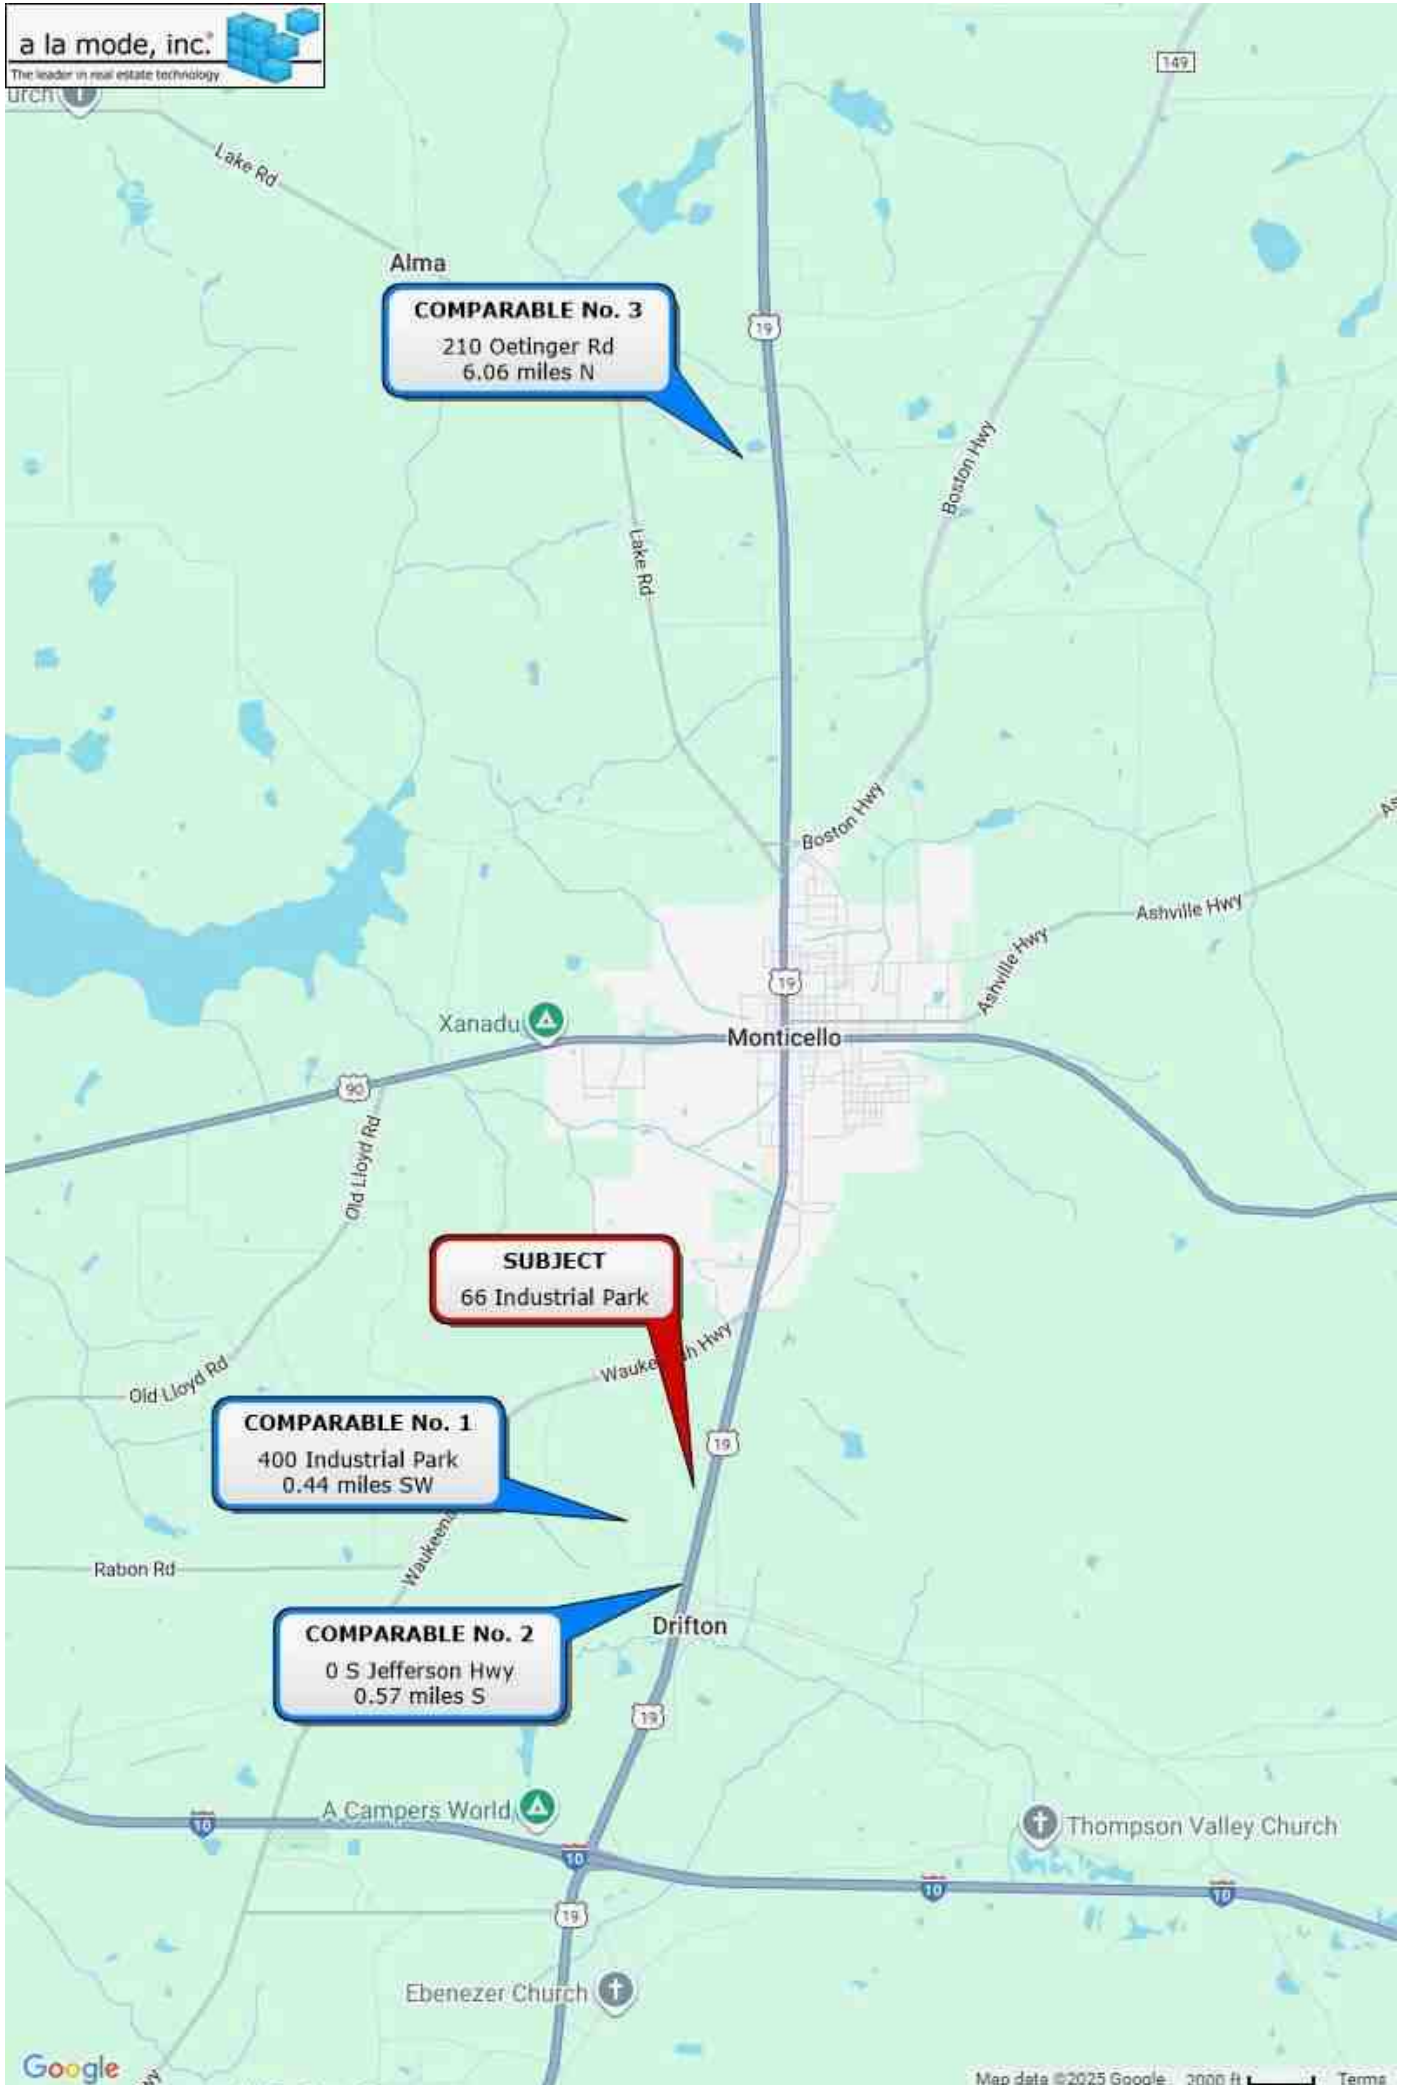 a la mode, inc.®
The leader in real estate technology
urch
149
Lake Rd
Alma
COMPARABLE No. 3
210 Oetinger Rd
6.06 miles N
19
Boston Hwy
Lake Rd
Boston Hwy
Ashville Hwy
Ashville Hwy
19
Xanadu
Monticello
90
Old Lloyd Rd
SUBJECT
66 Industrial Park
Old Lloyd Rd
COMPARABLE No. 1
400 Industrial Park
0.44 miles SW
19
Rabon Rd
COMPARABLE No. 2
0 S Jefferson Hwy
0.57 miles S
Drifton
19
A Campers World
10
10
Thompson Valley Church
10
10
19
Ebenezer Church
Google
Map data ©2025 Google
2000 ft
Terms